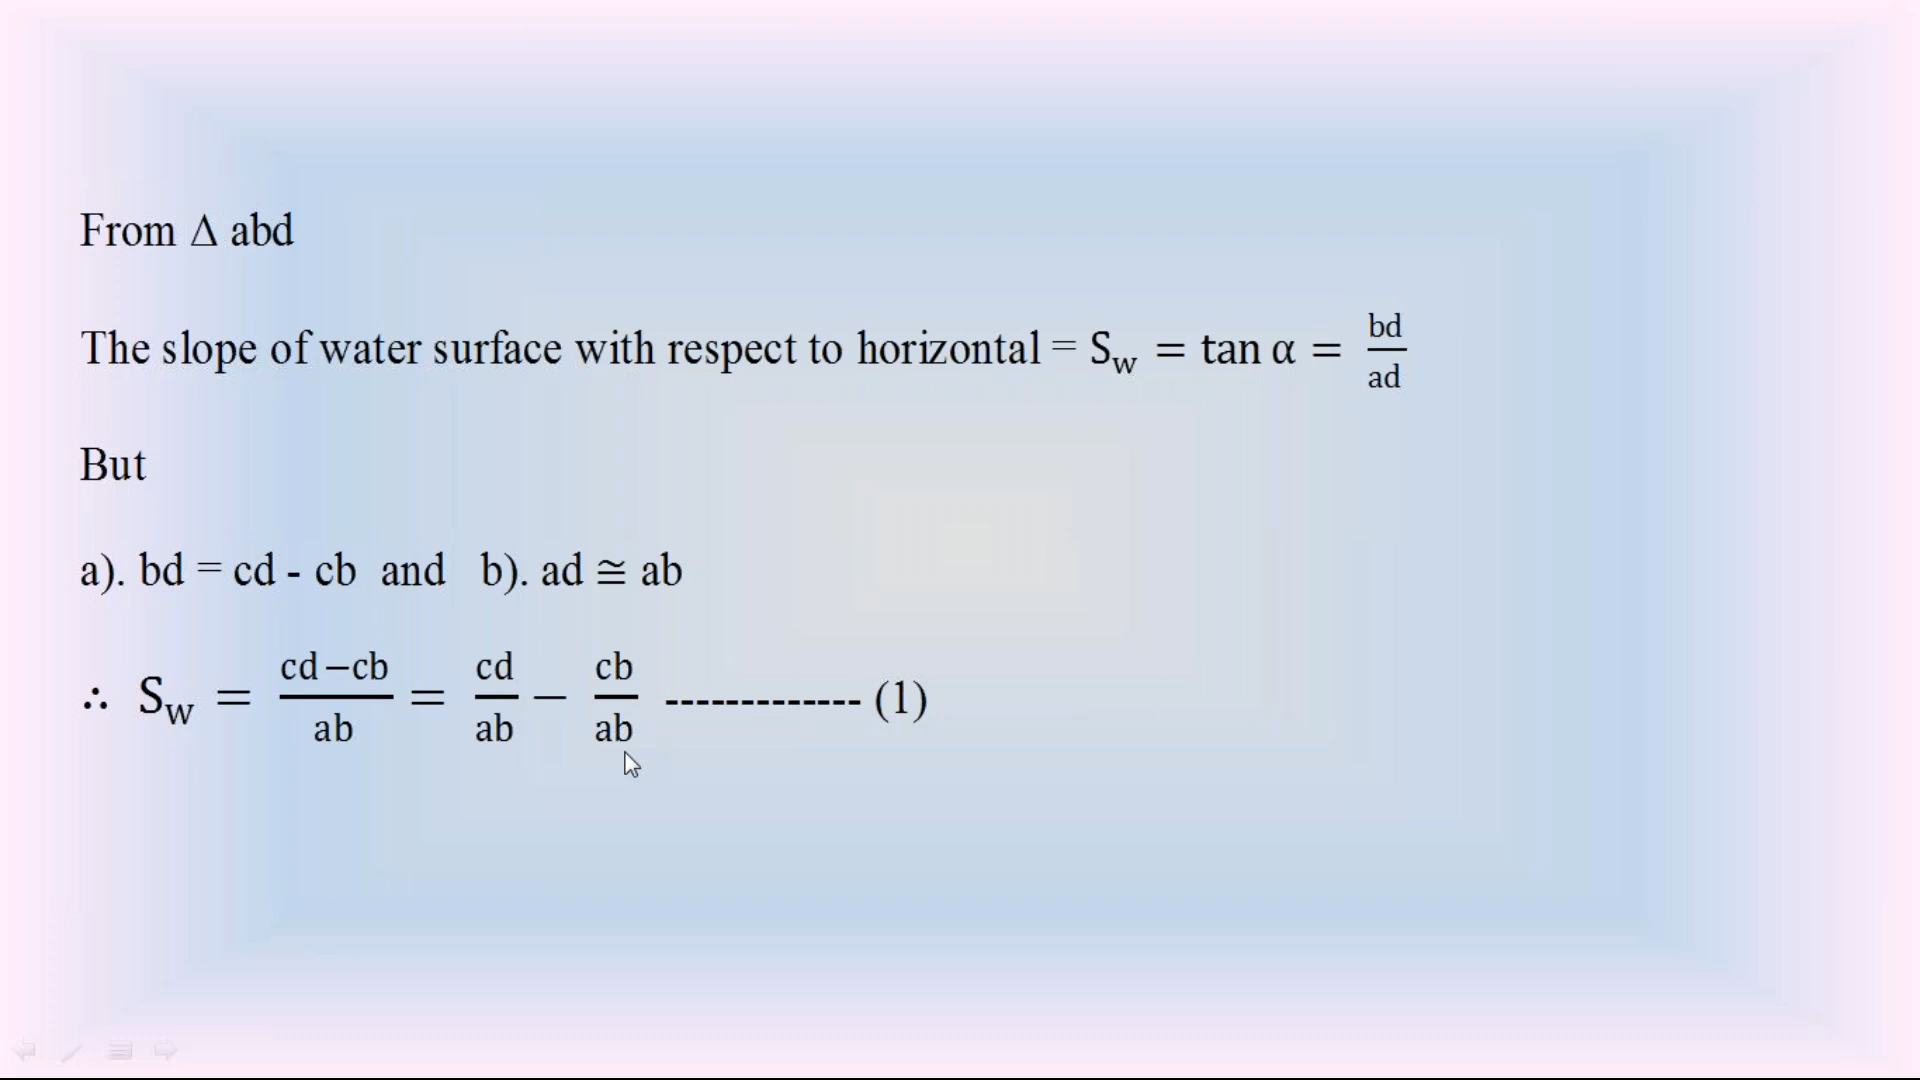 From Δ abd
The slope of water surface with respect to horizontal = S_w = tan α = bd/ad
But
a). bd = cd - cb and b). ad ≅ ab
∴ S_w = (cd−cb)/ab = cd/ab − cb/ab ------------- (1)